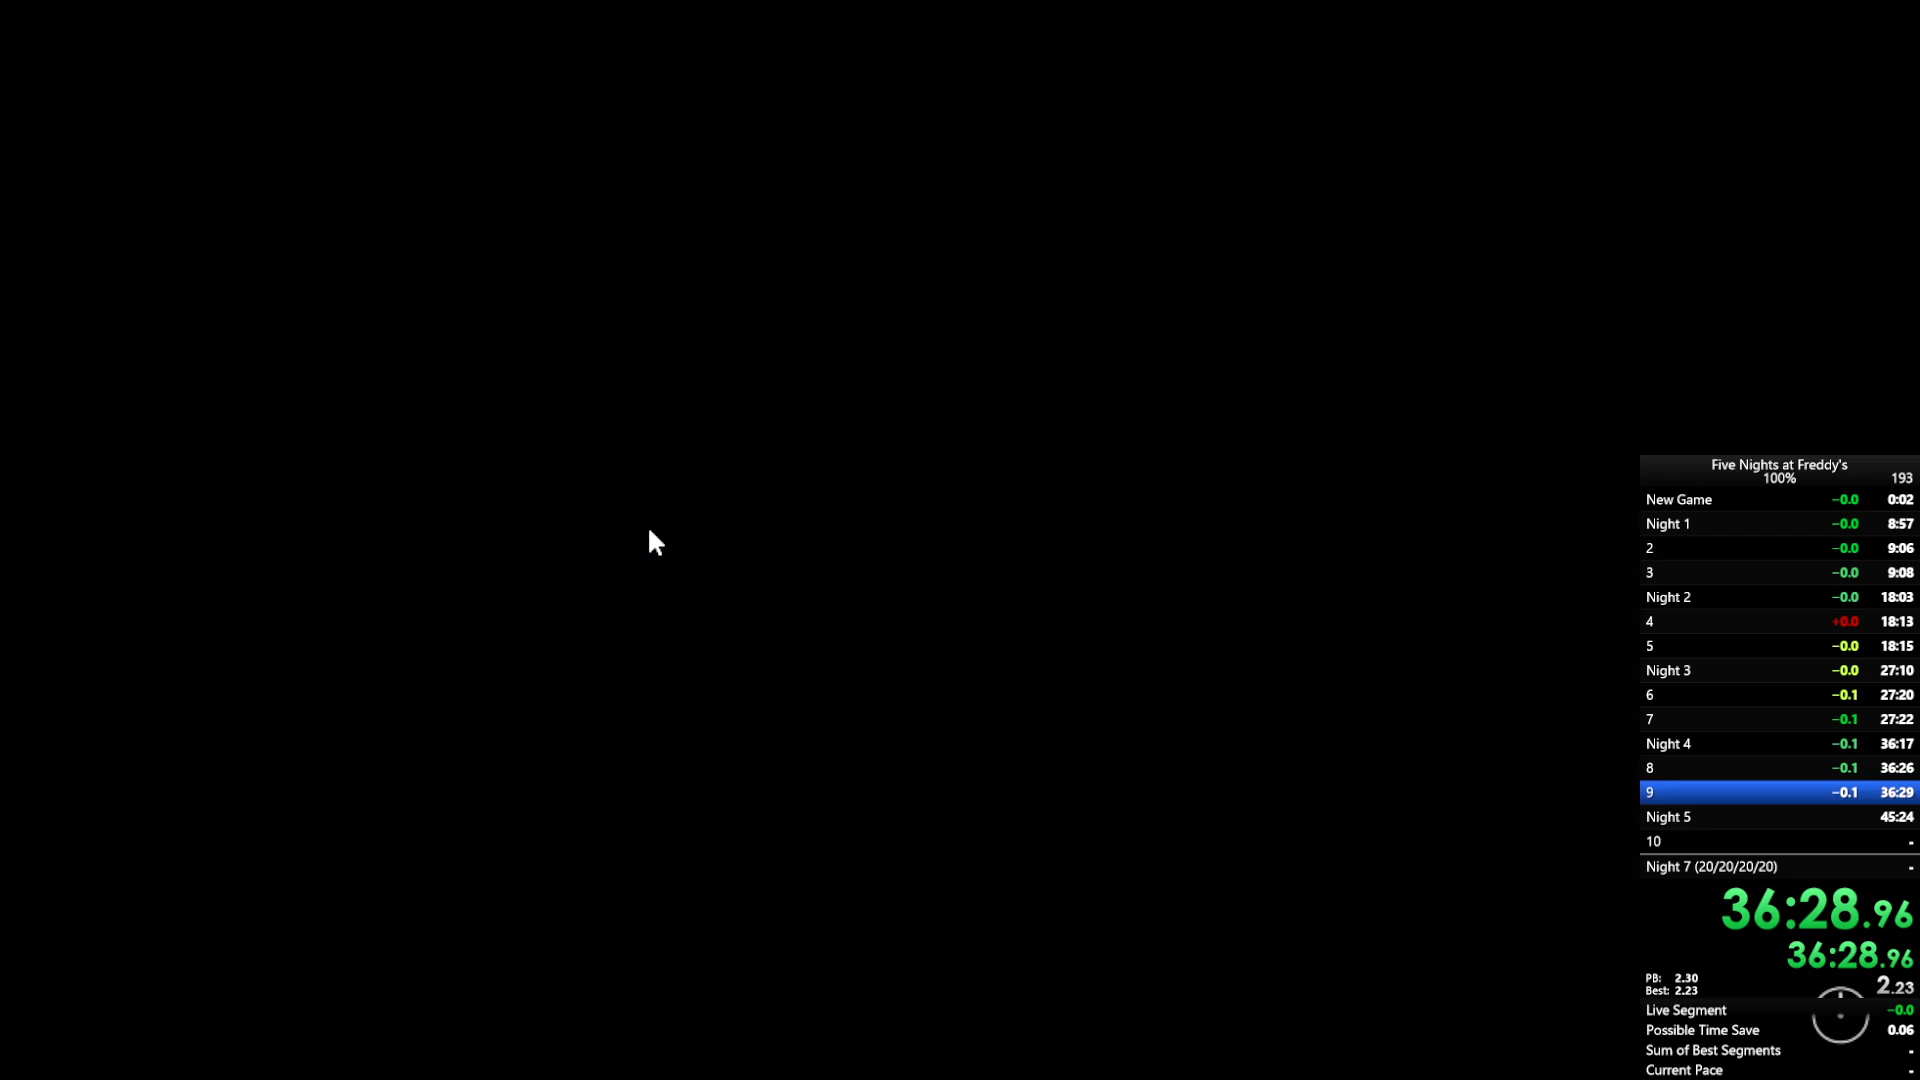 Five Nights at Freddy's
100% 193
New Game −0.0 0:02
Night 1 −0.0 8:57
2 −0.0 9:06
3 −0.0 9:08
Night 2 −0.0 18:03
4 +0.0 18:13
5 −0.0 18:15
Night 3 −0.0 27:10
6 −0.1 27:20
7 −0.1 27:22
Night 4 −0.1 36:17
8 −0.1 36:26
9 −0.1 36:29
Night 5 45:24
10 -
Night 7 (20/20/20/20) -
36:28.96
36:28.96
PB: 2.30
Best: 2.23 2.23
Live Segment −0.0
Possible Time Save 0.06
Sum of Best Segments -
Current Pace -